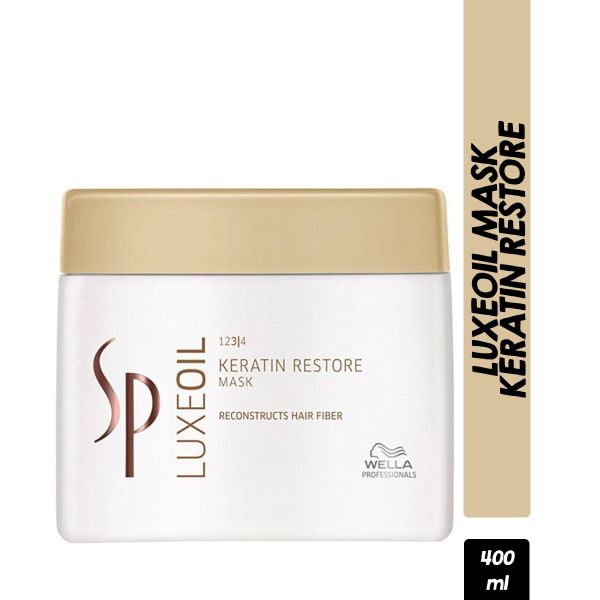 SP
LUXEOIL
123|4
KERATIN RESTORE
MASK
RECONSTRUCTS HAIR FIBER
WELLA
PROFESSIONALS
LUXEOIL MASK
KERATIN RESTORE
400
ml